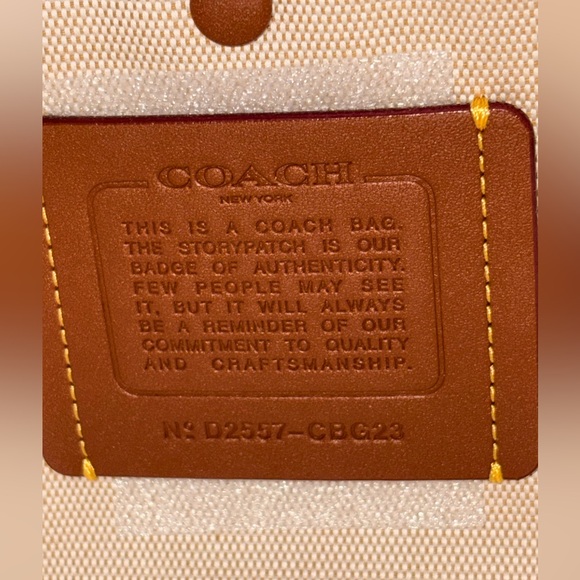 COACH
NEW YORK
THIS IS A COACH BAG.
THE STORYPATCH IS OUR
BADGE OF AUTHENTICITY.
FEW PEOPLE MAY SEE
IT, BUT IT WILL ALWAYS
BE A REMINDER OF OUR
COMMITMENT TO QUALITY
AND CRAFTSMANSHIP.
Nº D2557-CBG23